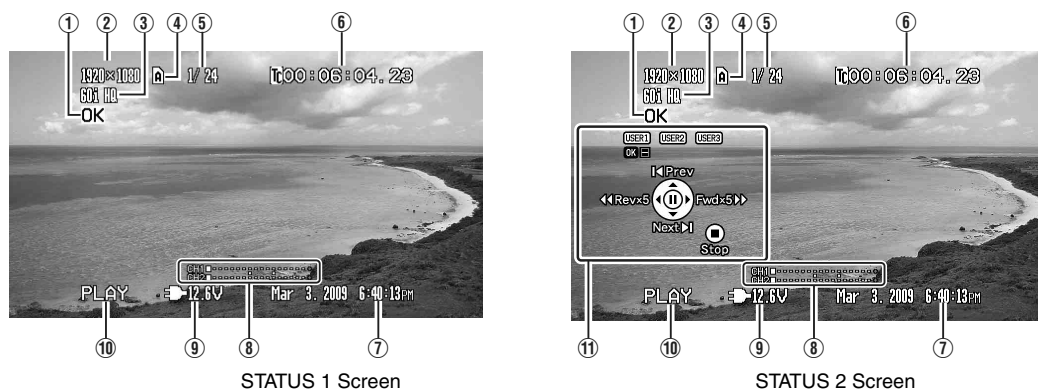 ① ② ③ ④ ⑤ ⑥
1920×1080 A 1/ 24 TC 00:06:04.23
60i HQ
OK
CH1
CH2
PLAY 12.6V Mar 3. 2009 6:40:13PM
⑩ ⑨ ⑧ ⑦
STATUS 1 Screen
① ② ③ ④ ⑤ ⑥
1920×1080 A 1/ 24 TC 00:06:04.23
60i HQ
OK
USER1 USER2 USER3
OK
Prev
Rev×5 Fwd×5
Next
Stop
CH1
CH2
PLAY 12.6V Mar 3. 2009 6:40:13PM
⑪ ⑩ ⑨ ⑧ ⑦
STATUS 2 Screen